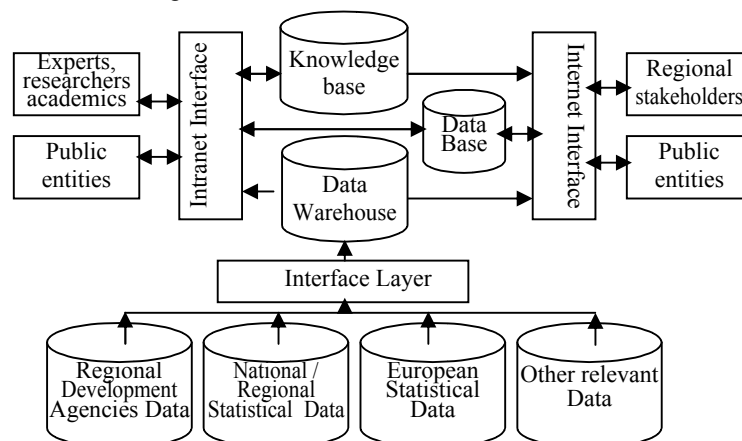 Experts,
researchers
academics
Public
entities
Intranet Interface
Knowledge
base
Data
Base
Data
Warehouse
Internet Interface
Regional
stakeholders
Public
entities
Interface Layer
Regional
Development
Agencies Data
National /
Regional
Statistical Data
European
Statistical
Data
Other relevant
Data